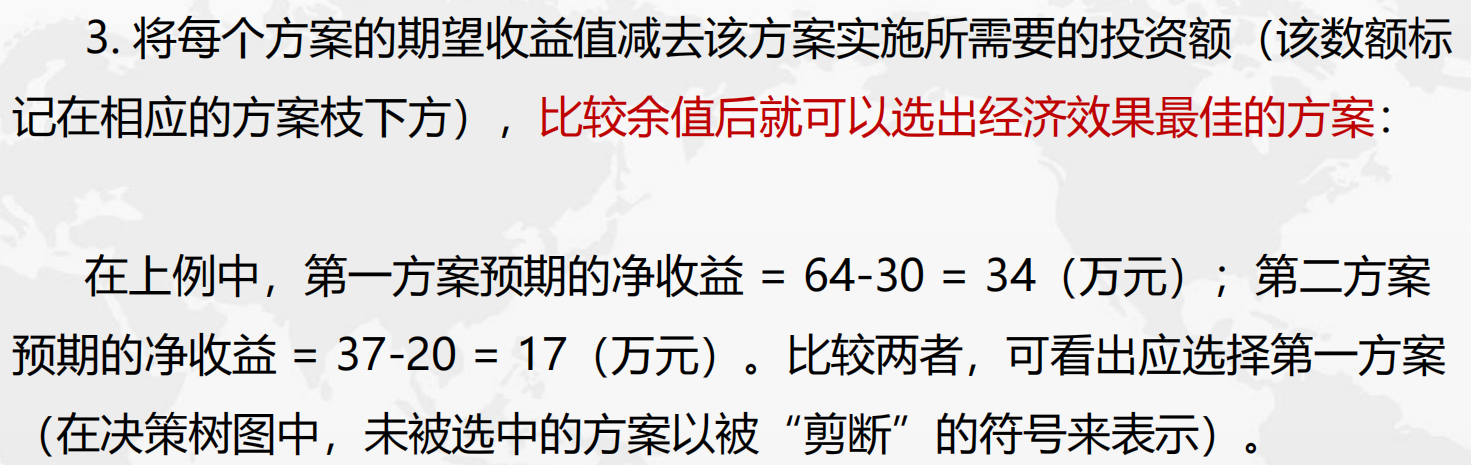 3. 将每个方案的期望收益值减去该方案实施所需要的投资额（该数额标
记在相应的方案枝下方），比较余值后就可以选出经济效果最佳的方案：
在上例中，第一方案预期的净收益 = 64-30 = 34（万元）；第二方案
预期的净收益 = 37-20 = 17（万元）。比较两者，可看出应选择第一方案
（在决策树图中，未被选中的方案以被“剪断”的符号来表示）。